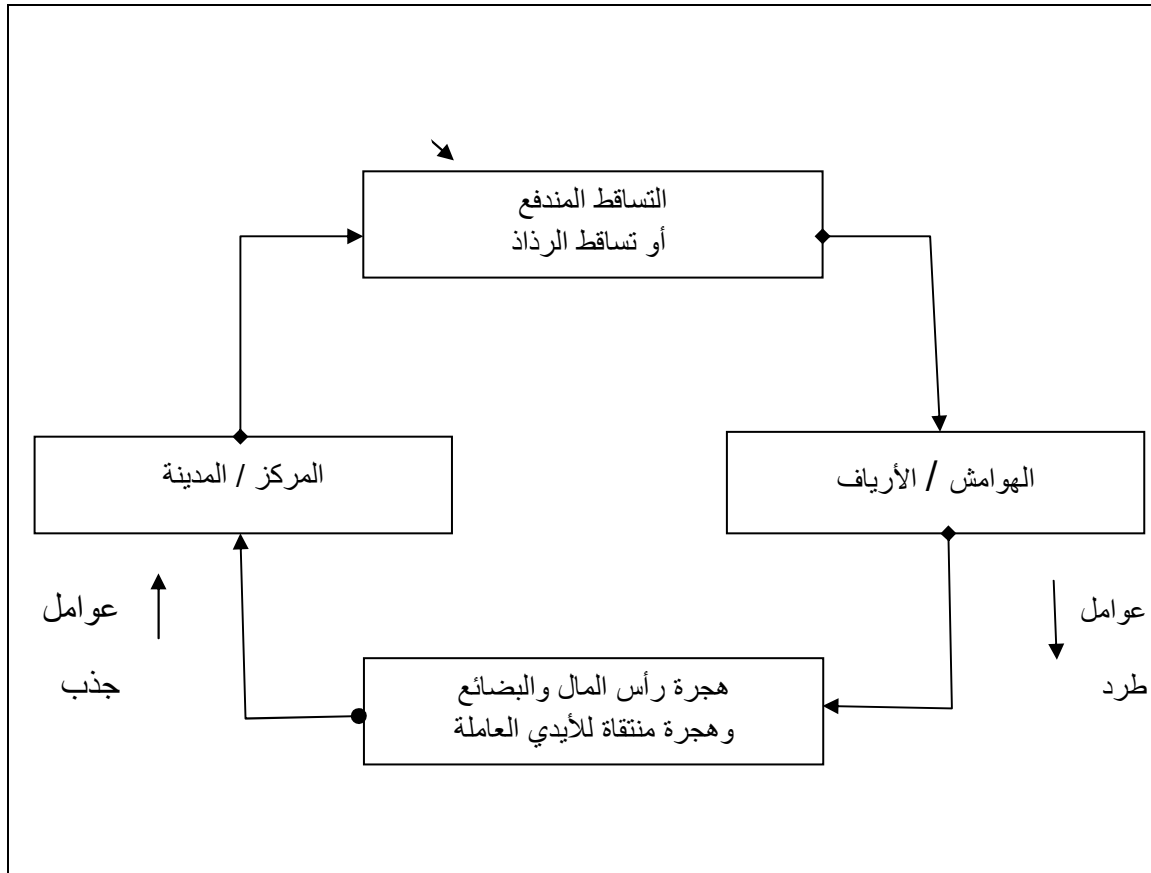 التساقط المندفع
أو تساقط الرذاذ
الهوامش / الأرياف
المركز / المدينة
عوامل
طرد
عوامل
جذب
هجرة رأس المال والبضائع
وهجرة منتقاة للأيدي العاملة